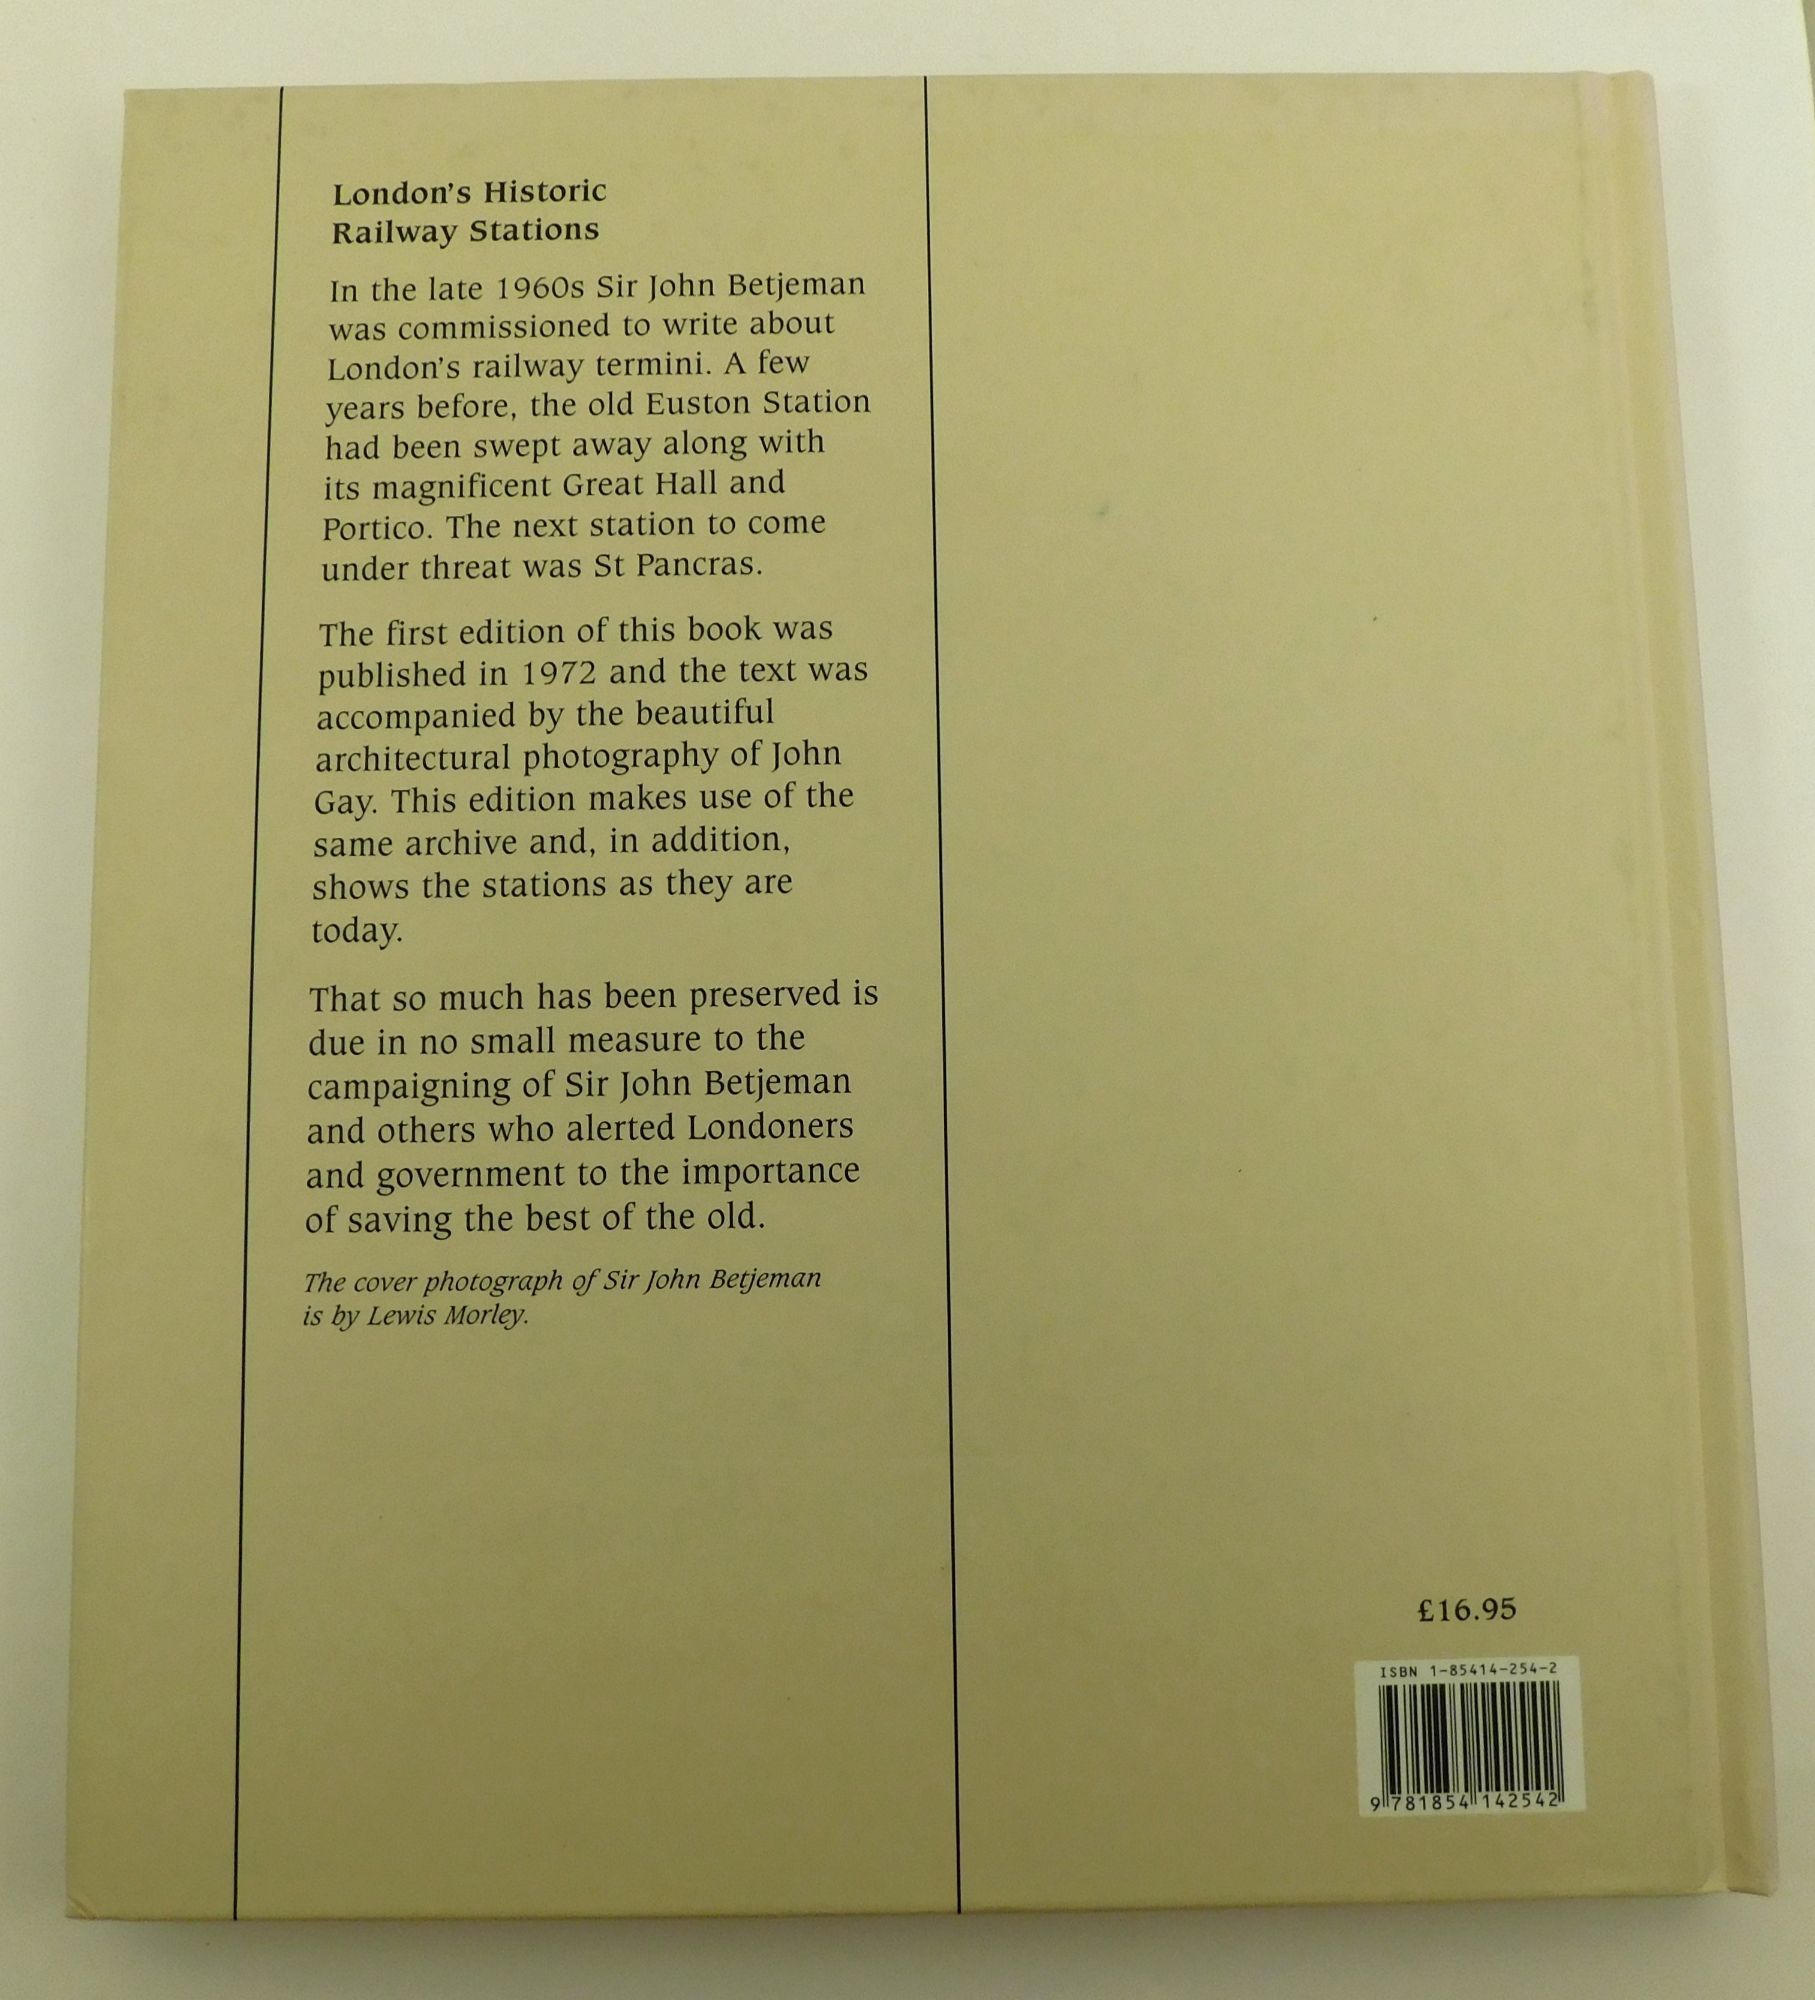 London's Historic
Railway Stations
In the late 1960s Sir John Betjeman
was commissioned to write about
London's railway termini. A few
years before, the old Euston Station
had been swept away along with
its magnificent Great Hall and
Portico. The next station to come
under threat was St Pancras.
The first edition of this book was
published in 1972 and the text was
accompanied by the beautiful
architectural photography of John
Gay. This edition makes use of the
same archive and, in addition,
shows the stations as they are
today.
That so much has been preserved is
due in no small measure to the
campaigning of Sir John Betjeman
and others who alerted Londoners
and government to the importance
of saving the best of the old.
The cover photograph of Sir John Betjeman
is by Lewis Morley.
£16.95
ISBN 1-85414-254-2
9 781854 142542